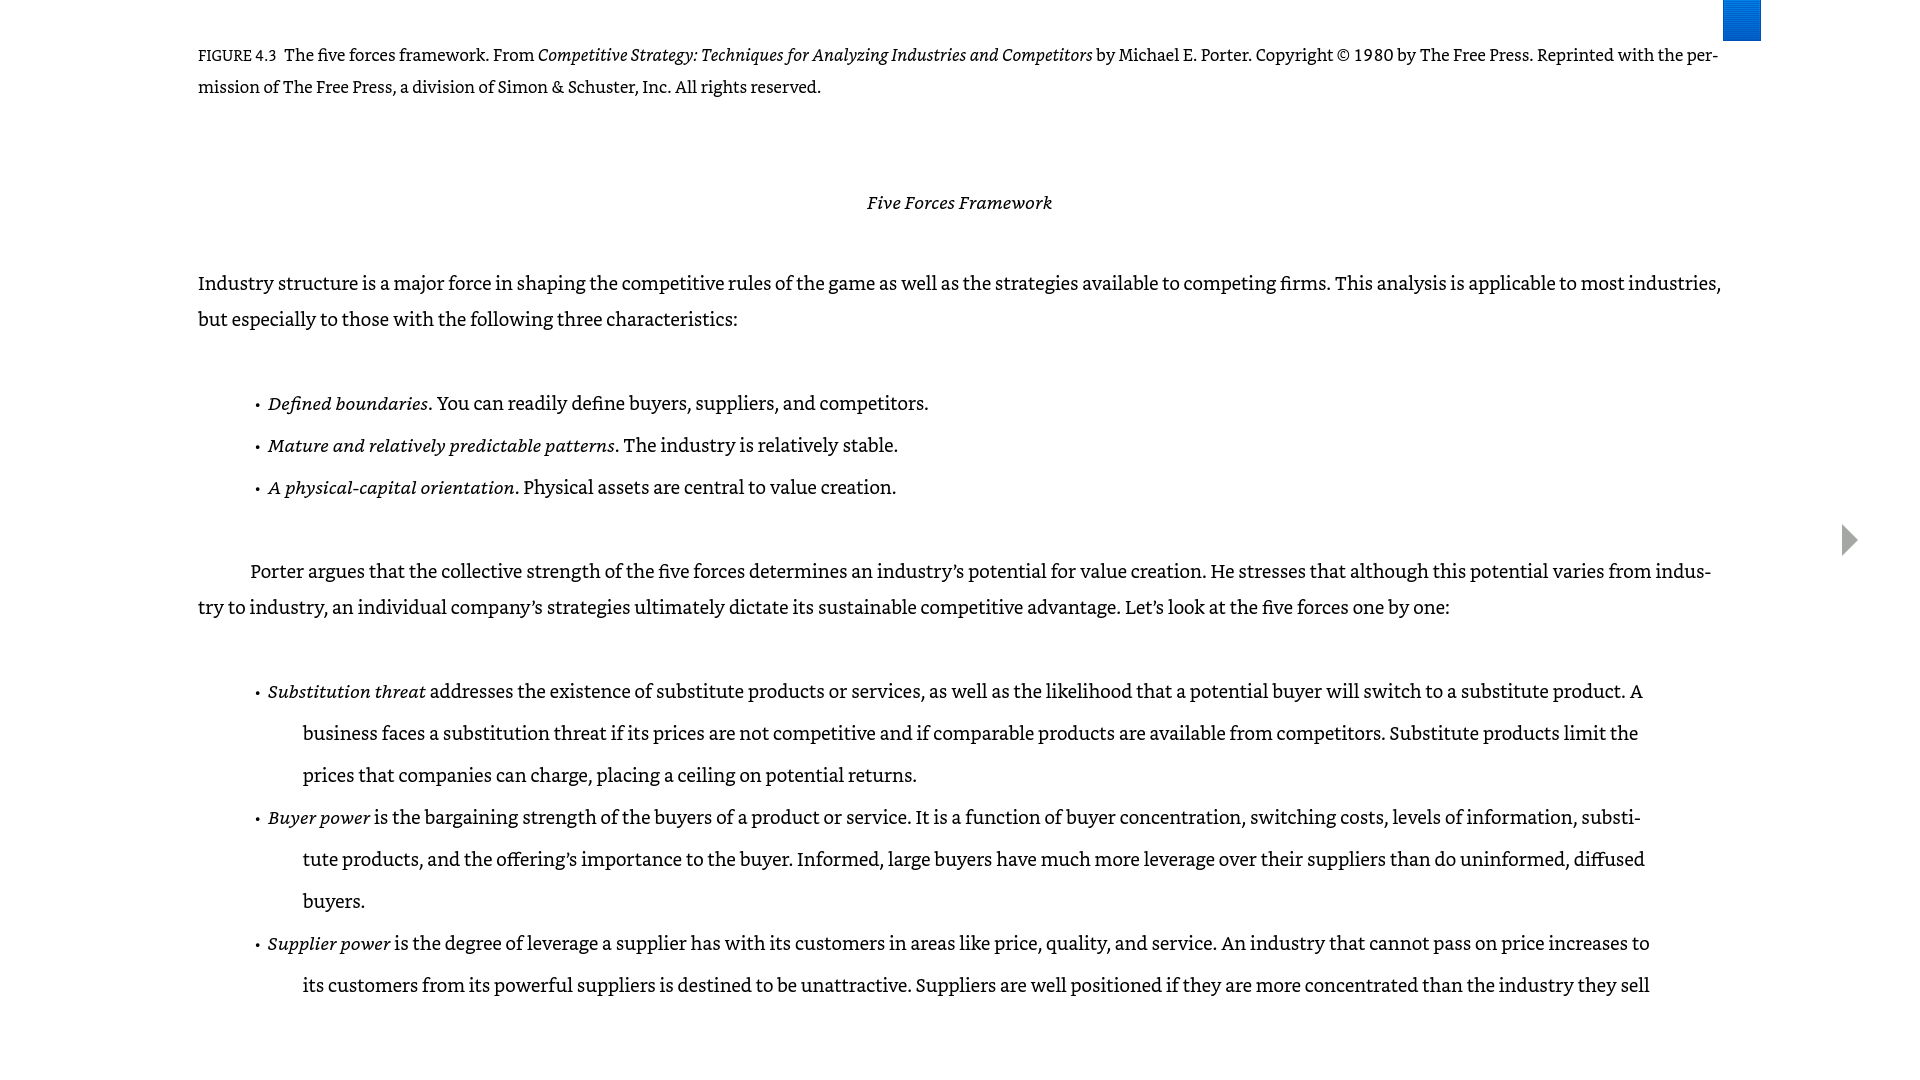 FIGURE 4.3 The five forces framework. From Competitive Strategy: Techniques for Analyzing Industries and Competitors by Michael E. Porter. Copyright © 1980 by The Free Press. Reprinted with the per-
mission of The Free Press, a division of Simon & Schuster, Inc. All rights reserved.
Five Forces Framework
Industry structure is a major force in shaping the competitive rules of the game as well as the strategies available to competing firms. This analysis is applicable to most industries,
but especially to those with the following three characteristics:
• Defined boundaries. You can readily define buyers, suppliers, and competitors.
• Mature and relatively predictable patterns. The industry is relatively stable.
• A physical-capital orientation. Physical assets are central to value creation.
Porter argues that the collective strength of the five forces determines an industry’s potential for value creation. He stresses that although this potential varies from indus-
try to industry, an individual company’s strategies ultimately dictate its sustainable competitive advantage. Let’s look at the five forces one by one:
• Substitution threat addresses the existence of substitute products or services, as well as the likelihood that a potential buyer will switch to a substitute product. A
business faces a substitution threat if its prices are not competitive and if comparable products are available from competitors. Substitute products limit the
prices that companies can charge, placing a ceiling on potential returns.
• Buyer power is the bargaining strength of the buyers of a product or service. It is a function of buyer concentration, switching costs, levels of information, substi-
tute products, and the offering’s importance to the buyer. Informed, large buyers have much more leverage over their suppliers than do uninformed, diffused
buyers.
• Supplier power is the degree of leverage a supplier has with its customers in areas like price, quality, and service. An industry that cannot pass on price increases to
its customers from its powerful suppliers is destined to be unattractive. Suppliers are well positioned if they are more concentrated than the industry they sell